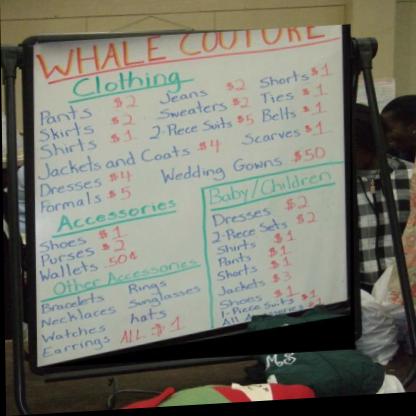 WHALE COUTURE
Clothing
Pants $2
Skirts $2
Shirts $1
Jeans $2
Sweaters $2
2-Piece Suits $5
Shorts $1
Ties $1
Belts $1
Scarves $1
Jackets and Coats $4
Dresses $4
Formals $5
Wedding Gowns $50
Accessories
Shoes $1
Purses $2
Wallets .50¢
Other Accessories
Bracelets Rings
Necklaces Sunglasses
Watches hats
Earrings ALL $1
Baby/Children
Dresses $2
2-Piece Sets $2
Shirts $1
Pants $1
Shorts $1
Jackets $3
Shoes $1
1-Piece Suits $1
All Accessories $1